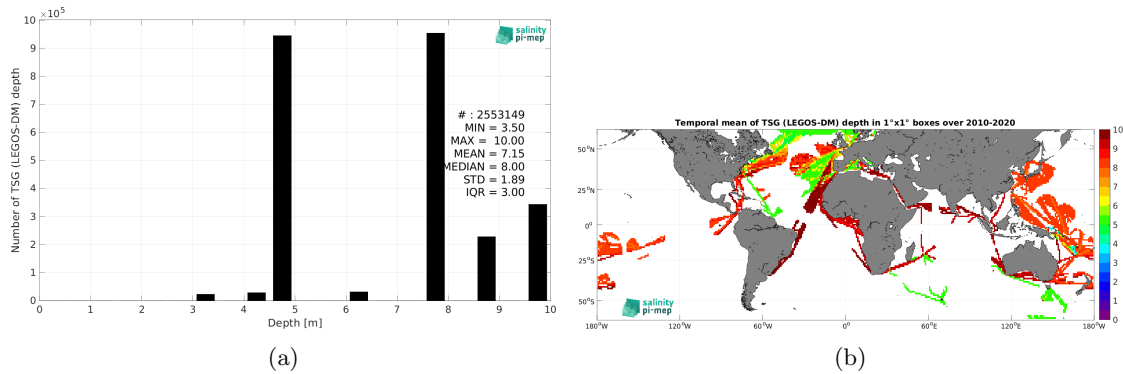 ×10⁵
10
9
8
7
6
5
4
3
2
1
0
Number of TSG (LEGOS-DM) depth
salinity
pi-mep
# : 2553149
MIN = 3.50
MAX = 10.00
MEAN = 7.15
MEDIAN = 8.00
STD = 1.89
IQR = 3.00
0 1 2 3 4 5 6 7 8 9 10
Depth [m]
(a)
Temporal mean of TSG (LEGOS-DM) depth in 1°x1° boxes over 2010-2020
50°N
25°N
0°
25°S
50°S
180°W 120°W 60°W 0° 60°E 120°E 180°E
salinity
pi-mep
10
9
8
7
6
5
4
3
2
1
0
(b)